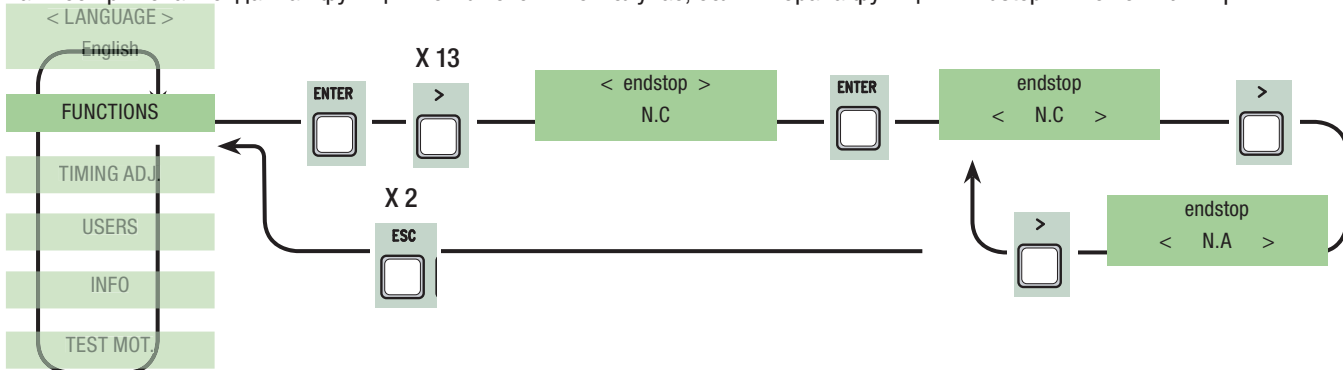 < LANGUAGE >
English
FUNCTIONS
TIMING ADJ.
USERS
INFO
TEST MOT.
ENTER
X 13
>
< endstop >
N.C
ENTER
endstop
< N.C >
>
endstop
< N.A >
>
X 2
ESC